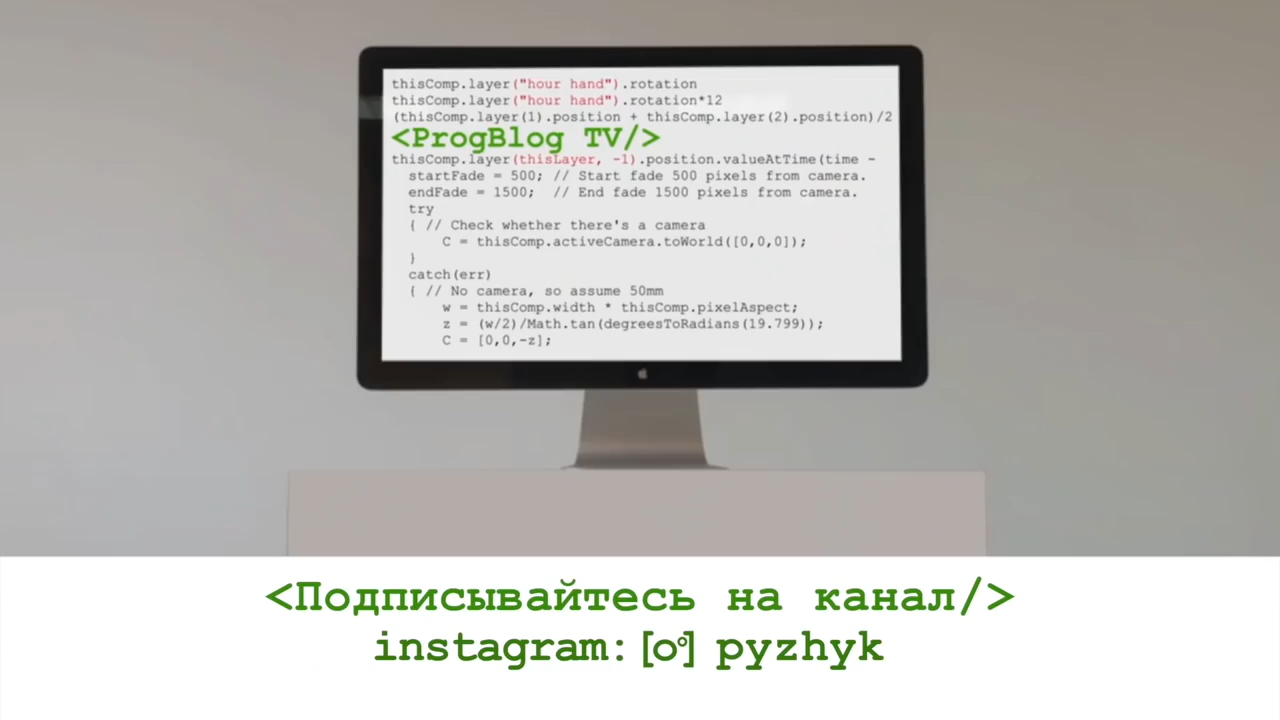 thisComp.layer("hour hand").rotation
thisComp.layer("hour hand").rotation*12
(thisComp.layer(1).position + thisComp.layer(2).position)/2
<ProgBlog TV/>
thisComp.layer(thisLayer, -1).position.valueAtTime(time -
startFade = 500; // Start fade 500 pixels from camera.
endFade = 1500; // End fade 1500 pixels from camera.
try
{ // Check whether there's a camera
C = thisComp.activeCamera.toWorld([0,0,0]);
}
catch(err)
{ // No camera, so assume 50mm
w = thisComp.width * thisComp.pixelAspect;
z = (w/2)/Math.tan(degreesToRadians(19.799));
C = [0,0,-z];
<Подписывайтесь на канал/>
instagram:[o°] pyzhyk